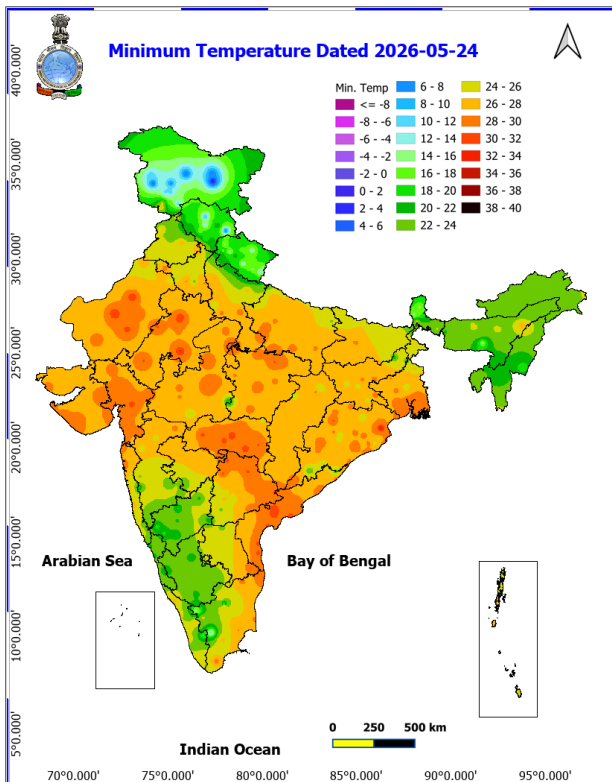 Minimum Temperature Dated 2026-05-24
40°0.000'
35°0.000'
30°0.000'
25°0.000'
20°0.000'
15°0.000'
10°0.000'
5°0.000'
Min. Temp
<= -8
-8 - -6
-6 - -4
-4 - -2
-2 - 0
0 - 2
2 - 4
4 - 6
6 - 8
8 - 10
10 - 12
12 - 14
14 - 16
16 - 18
18 - 20
20 - 22
22 - 24
24 - 26
26 - 28
28 - 30
30 - 32
32 - 34
34 - 36
36 - 38
38 - 40
Arabian Sea
Bay of Bengal
0 250 500 km
Indian Ocean
70°0.000' 75°0.000' 80°0.000' 85°0.000' 90°0.000' 95°0.000'